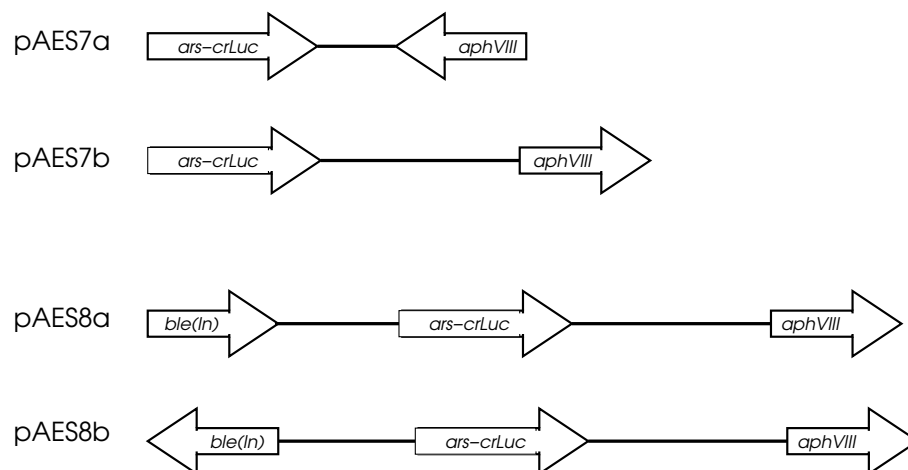 pAES7a ars–crLuc aphVIII
pAES7b ars–crLuc aphVIII
pAES8a ble(In) ars–crLuc aphVIII
pAES8b ble(In) ars–crLuc aphVIII